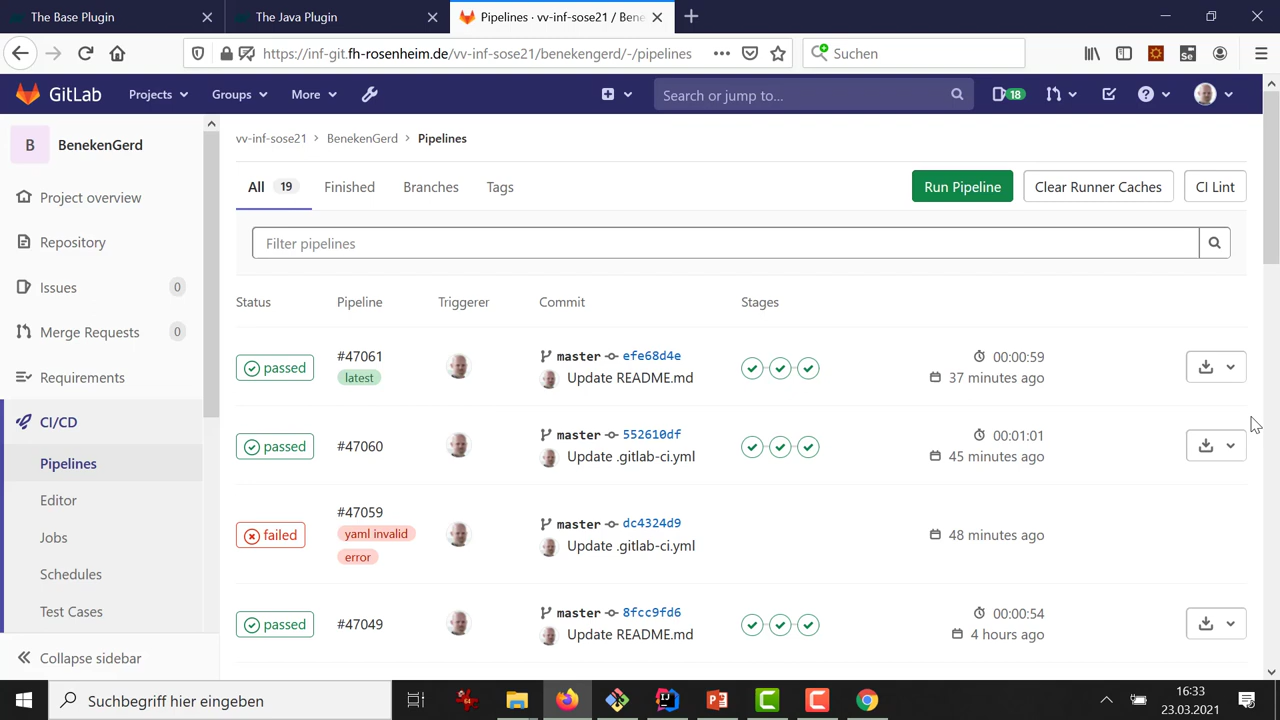 The Base Plugin
The Java Plugin
Pipelines · vv-inf-sose21 / Bene
https://inf-git.fh-rosenheim.de/vv-inf-sose21/benekengerd/-/pipelines
Suchen
GitLab
Projects
Groups
More
Search or jump to...
18
B
BenekenGerd
Project overview
Repository
Issues 0
Merge Requests 0
Requirements
CI/CD
Pipelines
Editor
Jobs
Schedules
Test Cases
Collapse sidebar
vv-inf-sose21 > BenekenGerd > Pipelines
All 19
Finished
Branches
Tags
Run Pipeline
Clear Runner Caches
CI Lint
Filter pipelines
Status Pipeline Triggerer Commit Stages
passed
#47061
latest
master efe68d4e
Update README.md
00:00:59
37 minutes ago
passed
#47060
master 552610df
Update .gitlab-ci.yml
00:01:01
45 minutes ago
failed
#47059
yaml invalid
error
master dc4324d9
Update .gitlab-ci.yml
48 minutes ago
passed
#47049
master 8fcc9fd6
Update README.md
00:00:54
4 hours ago
Suchbegriff hier eingeben
16:33
23.03.2021